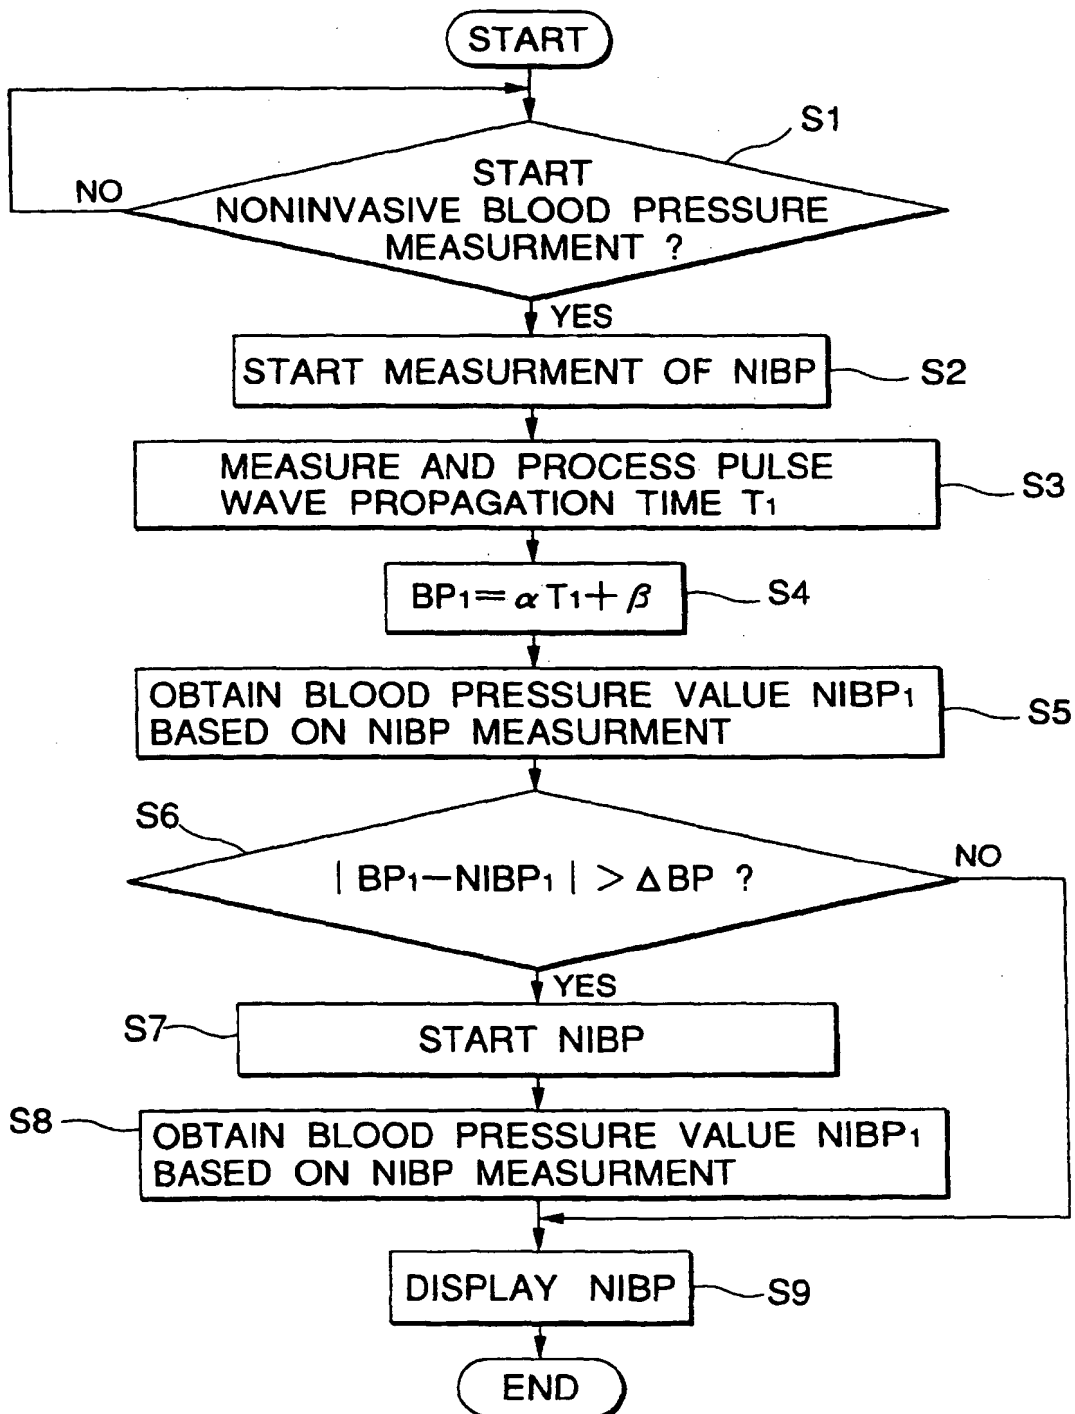 START
S1
START
NO
NONINVASIVE BLOOD PRESSURE
MEASURMENT ?
YES
START MEASURMENT OF NIBP
S2
MEASURE AND PROCESS PULSE
WAVE PROPAGATION TIME T1
S3
BP1=αT1+β
S4
OBTAIN BLOOD PRESSURE VALUE NIBP1
BASED ON NIBP MEASURMENT
S5
S6
|BP1−NIBP1|>ΔBP ?
NO
YES
S7
START NIBP
S8
OBTAIN BLOOD PRESSURE VALUE NIBP1
BASED ON NIBP MEASURMENT
DISPLAY NIBP
S9
END